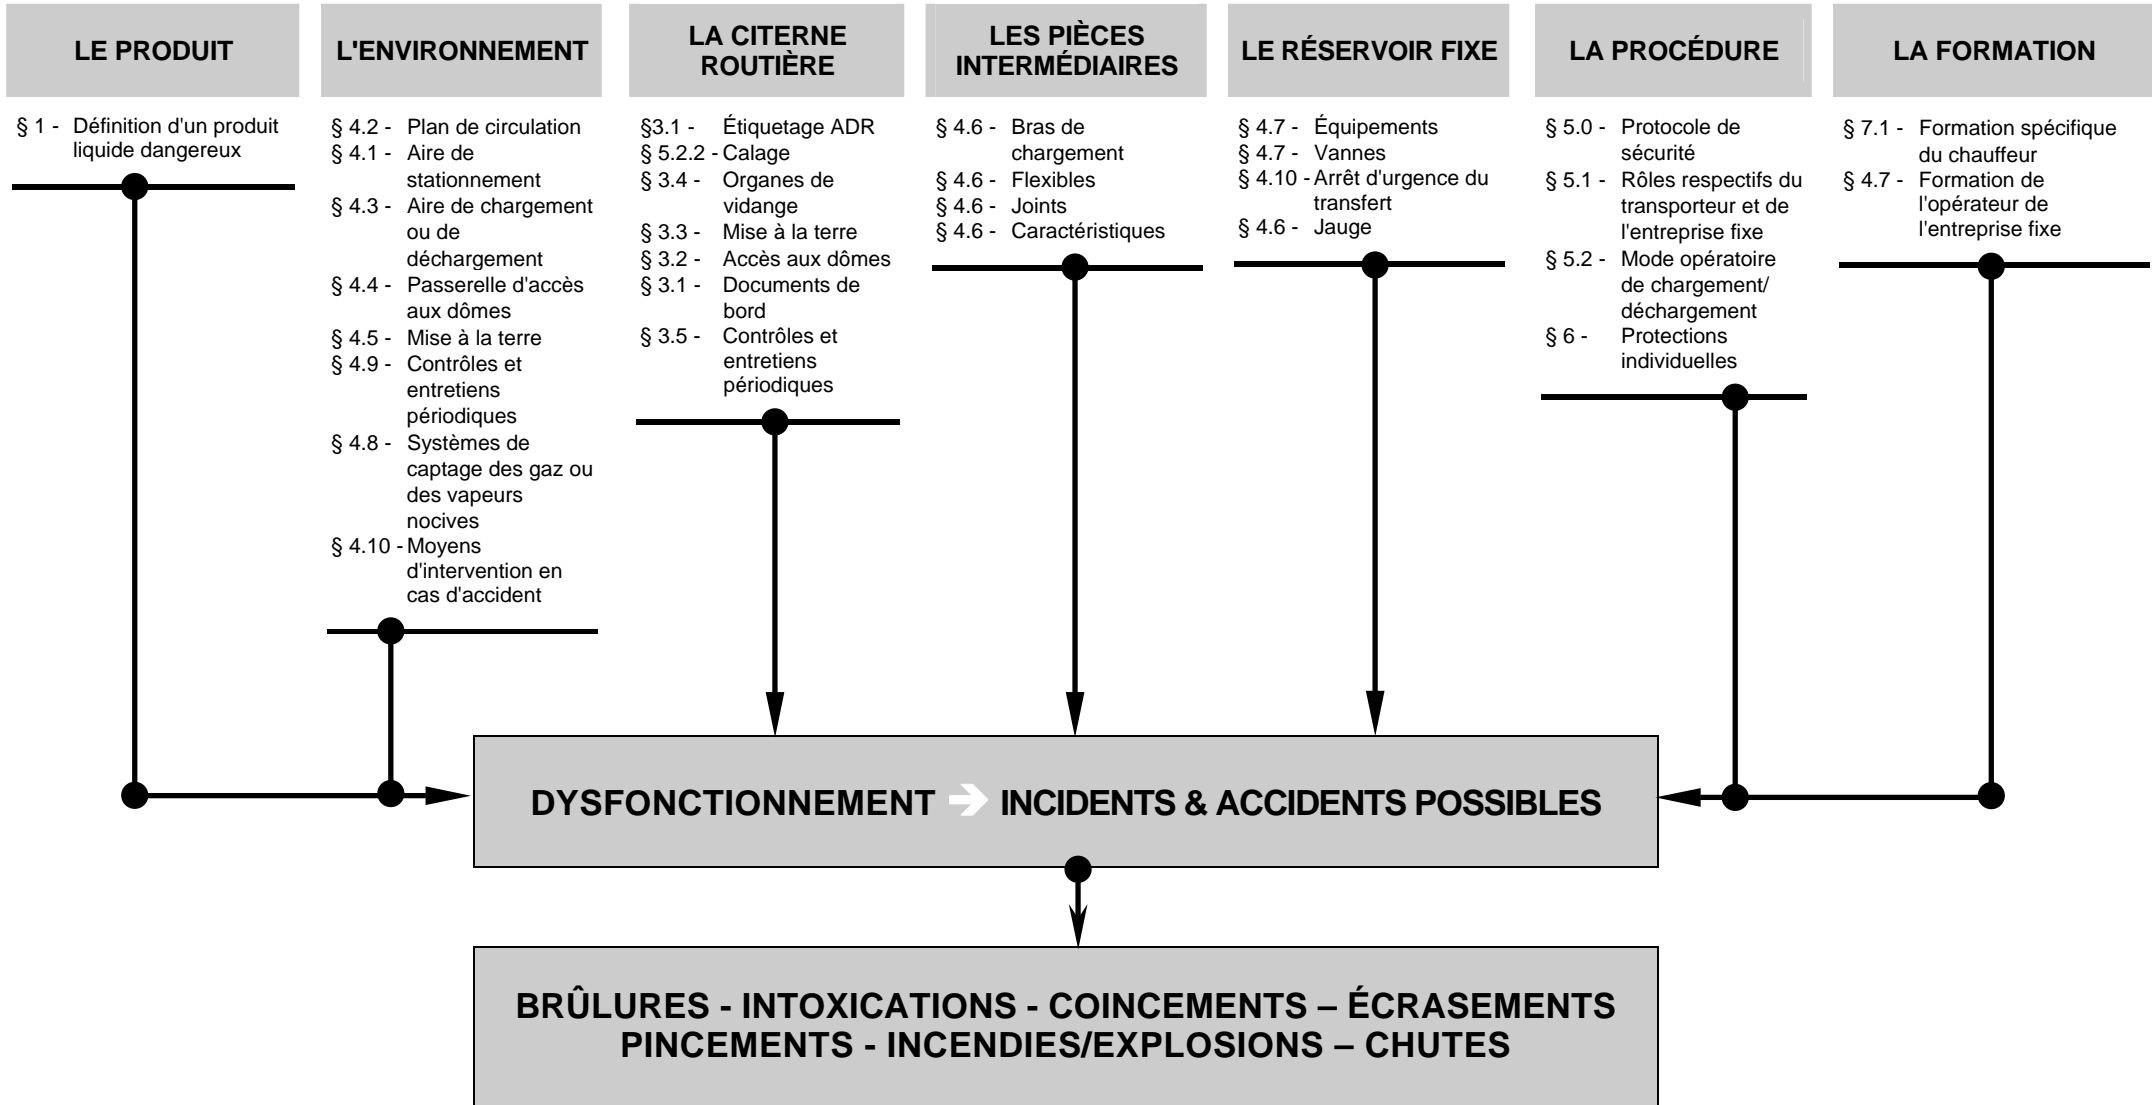 LE PRODUIT
§ 1 - Définition d'un produit
liquide dangereux
L'ENVIRONNEMENT
§ 4.2 - Plan de circulation
§ 4.1 - Aire de
stationnement
§ 4.3 - Aire de chargement
ou de
déchargement
§ 4.4 - Passerelle d'accès
aux dômes
§ 4.5 - Mise à la terre
§ 4.9 - Contrôles et
entretiens
périodiques
§ 4.8 - Systèmes de
captage des gaz ou
des vapeurs
nocives
§ 4.10 - Moyens
d'intervention en
cas d'accident
LA CITERNE
ROUTIÈRE
§3.1 - Étiquetage ADR
§ 5.2.2 - Calage
§ 3.4 - Organes de
vidange
§ 3.3 - Mise à la terre
§ 3.2 - Accès aux dômes
§ 3.1 - Documents de
bord
§ 3.5 - Contrôles et
entretiens
périodiques
LES PIÈCES
INTERMÉDIAIRES
§ 4.6 - Bras de
chargement
§ 4.6 - Flexibles
§ 4.6 - Joints
§ 4.6 - Caractéristiques
LE RÉSERVOIR FIXE
§ 4.7 - Équipements
§ 4.7 - Vannes
§ 4.10 - Arrêt d'urgence du
transfert
§ 4.6 - Jauge
LA PROCÉDURE
§ 5.0 - Protocole de
sécurité
§ 5.1 - Rôles respectifs du
transporteur et de
l'entreprise fixe
§ 5.2 - Mode opératoire
de chargement/
déchargement
§ 6 - Protections
individuelles
LA FORMATION
§ 7.1 - Formation spécifique
du chauffeur
§ 4.7 - Formation de
l'opérateur de
l'entreprise fixe
DYSFONCTIONNEMENT ➔ INCIDENTS & ACCIDENTS POSSIBLES
BRÛLURES - INTOXICATIONS - COINCEMENTS – ÉCRASEMENTS
PINCEMENTS - INCENDIES/EXPLOSIONS – CHUTES